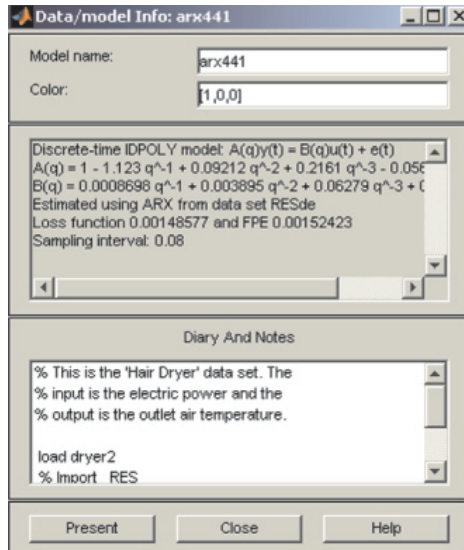 Data/model Info: arx441
Model name:
arx441
Color:
[1,0,0]
Discrete-time IDPOLY model: A(q)y(t) = B(q)u(t) + e(t)
A(q) = 1 - 1.123 q^-1 + 0.09212 q^-2 + 0.2161 q^-3 - 0.056
B(q) = 0.0008698 q^-1 + 0.003895 q^-2 + 0.06279 q^-3 +
Estimated using ARX from data set RESde
Loss function 0.00148577 and FPE 0.00152423
Sampling interval: 0.08
Diary And Notes
% This is the 'Hair Dryer' data set. The
% input is the electric power and the
% output is the outlet air temperature.
load dryer2
% Import RES
Present
Close
Help